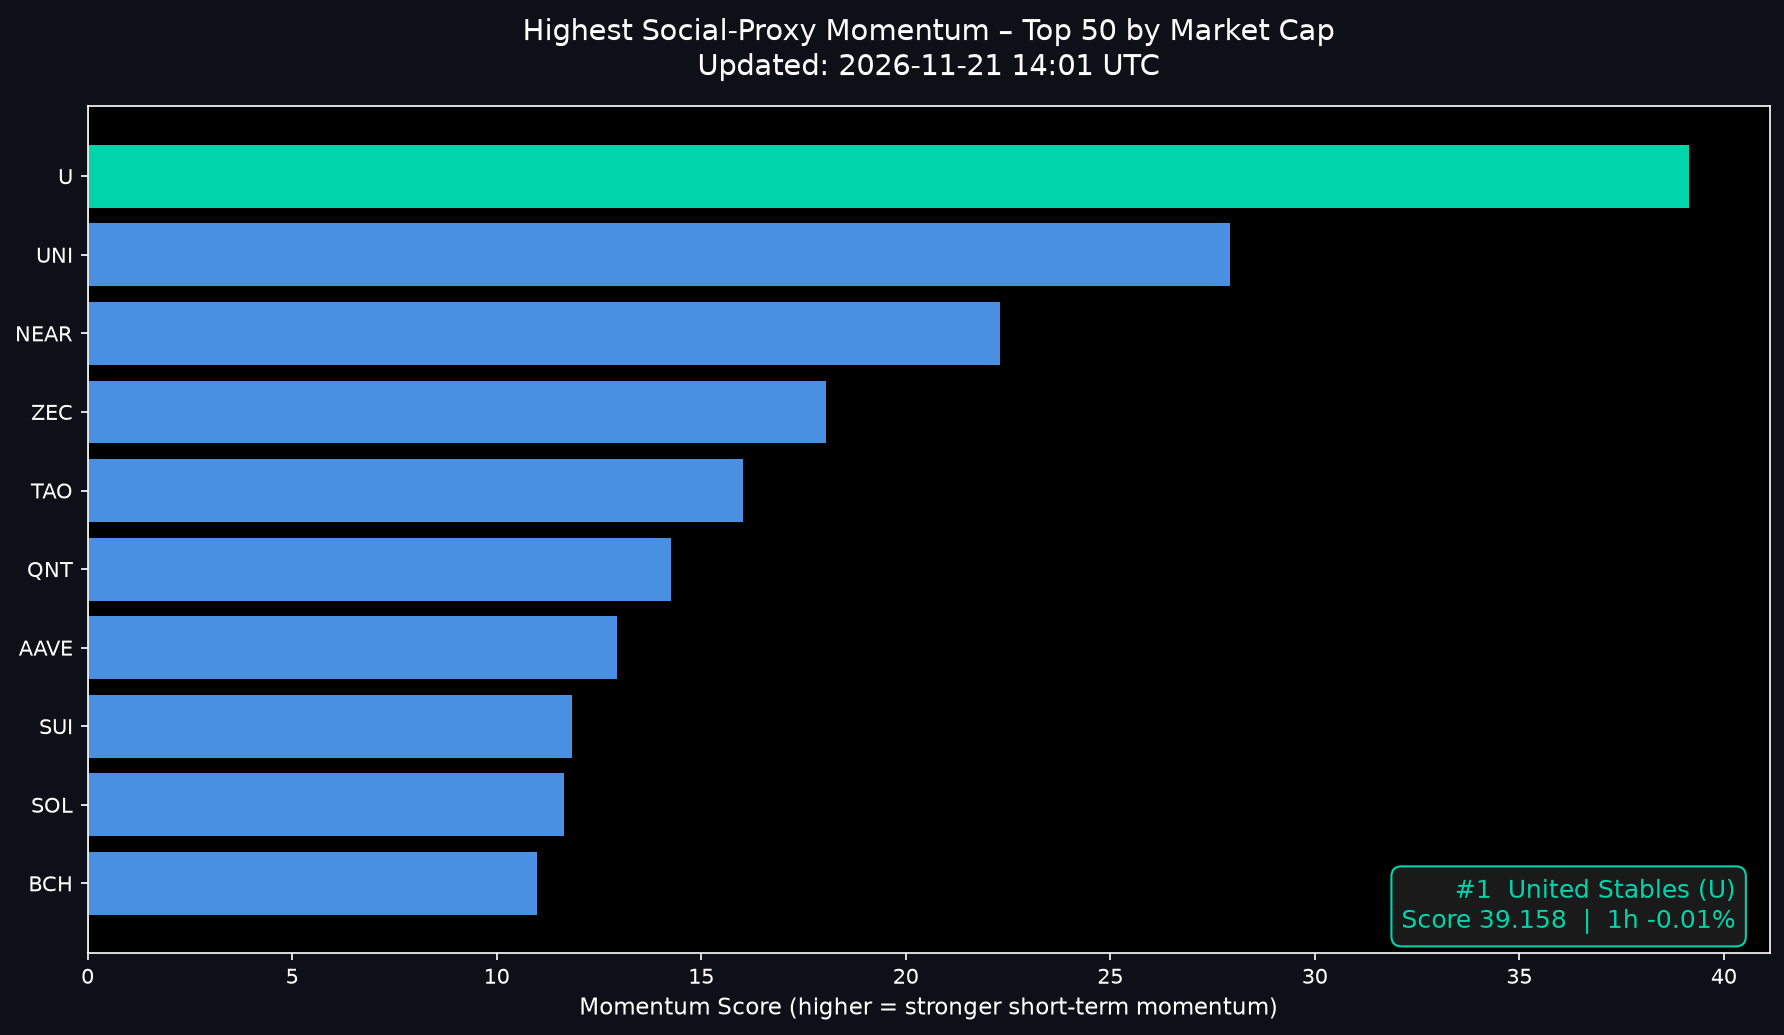 Highest Social-Proxy Momentum – Top 50 by Market Cap
Updated: 2026-11-21 14:01 UTC
U
UNI
NEAR
ZEC
TAO
QNT
AAVE
SUI
SOL
BCH
#1 United Stables (U)
Score 39.158 | 1h -0.01%
0 5 10 15 20 25 30 35 40
Momentum Score (higher = stronger short-term momentum)